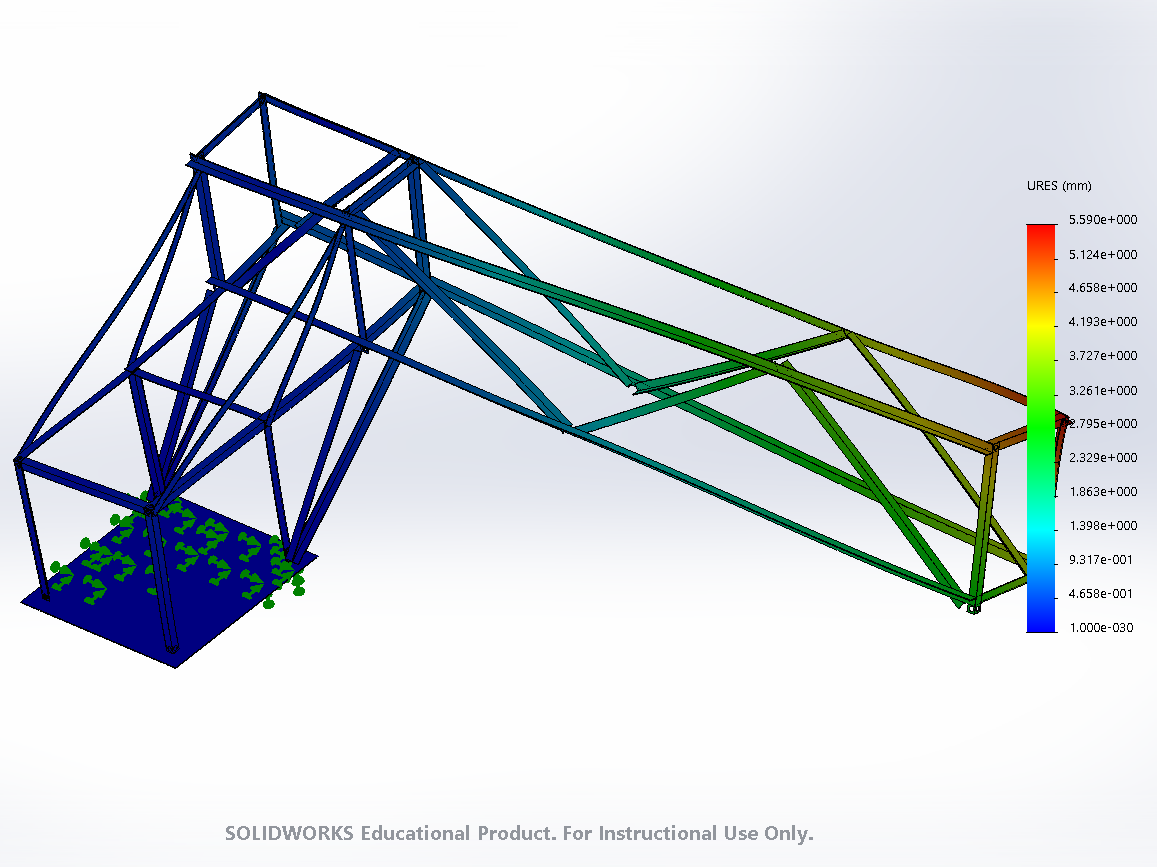 URES (mm)
5.590e+000
5.124e+000
4.658e+000
4.193e+000
3.727e+000
3.261e+000
2.795e+000
2.329e+000
1.863e+000
1.398e+000
9.317e-001
4.658e-001
1.000e-030
SOLIDWORKS Educational Product. For Instructional Use Only.